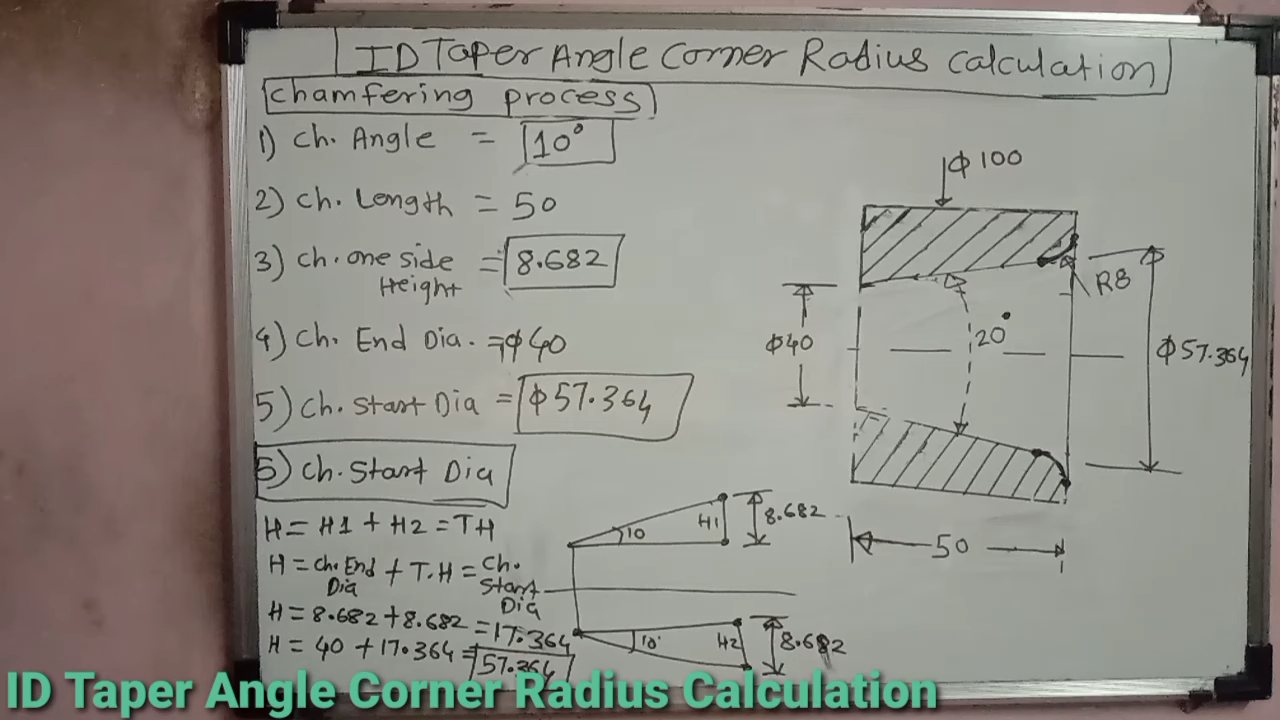 ID Taper Angle Corner Radius Calculation
Chamfering process
1) Ch. Angle = 10°
2) Ch. Length = 50
3) Ch. one side Height = 8.682
4) Ch. End Dia. = φ40
5) Ch. Start Dia = φ57.364
6) Ch. Start Dia
H = H1 + H2 = TH
H = Ch. End Dia + T.H = Ch. Start Dia
H = 8.682 + 8.682 = 17.364
H = 40 + 17.364 = 57.364
φ100
R8
φ40
20°
φ57.364
50
10
H1
8.682
10°
H2
8.682
ID Taper Angle Corner Radius Calculation